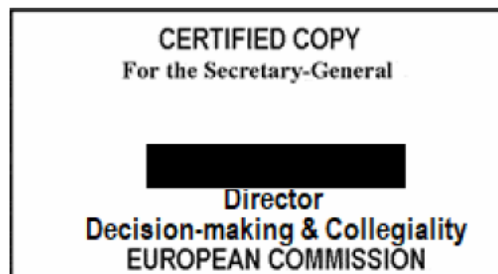 CERTIFIED COPY
For the Secretary-General
Director
Decision-making & Collegiality
EUROPEAN COMMISSION